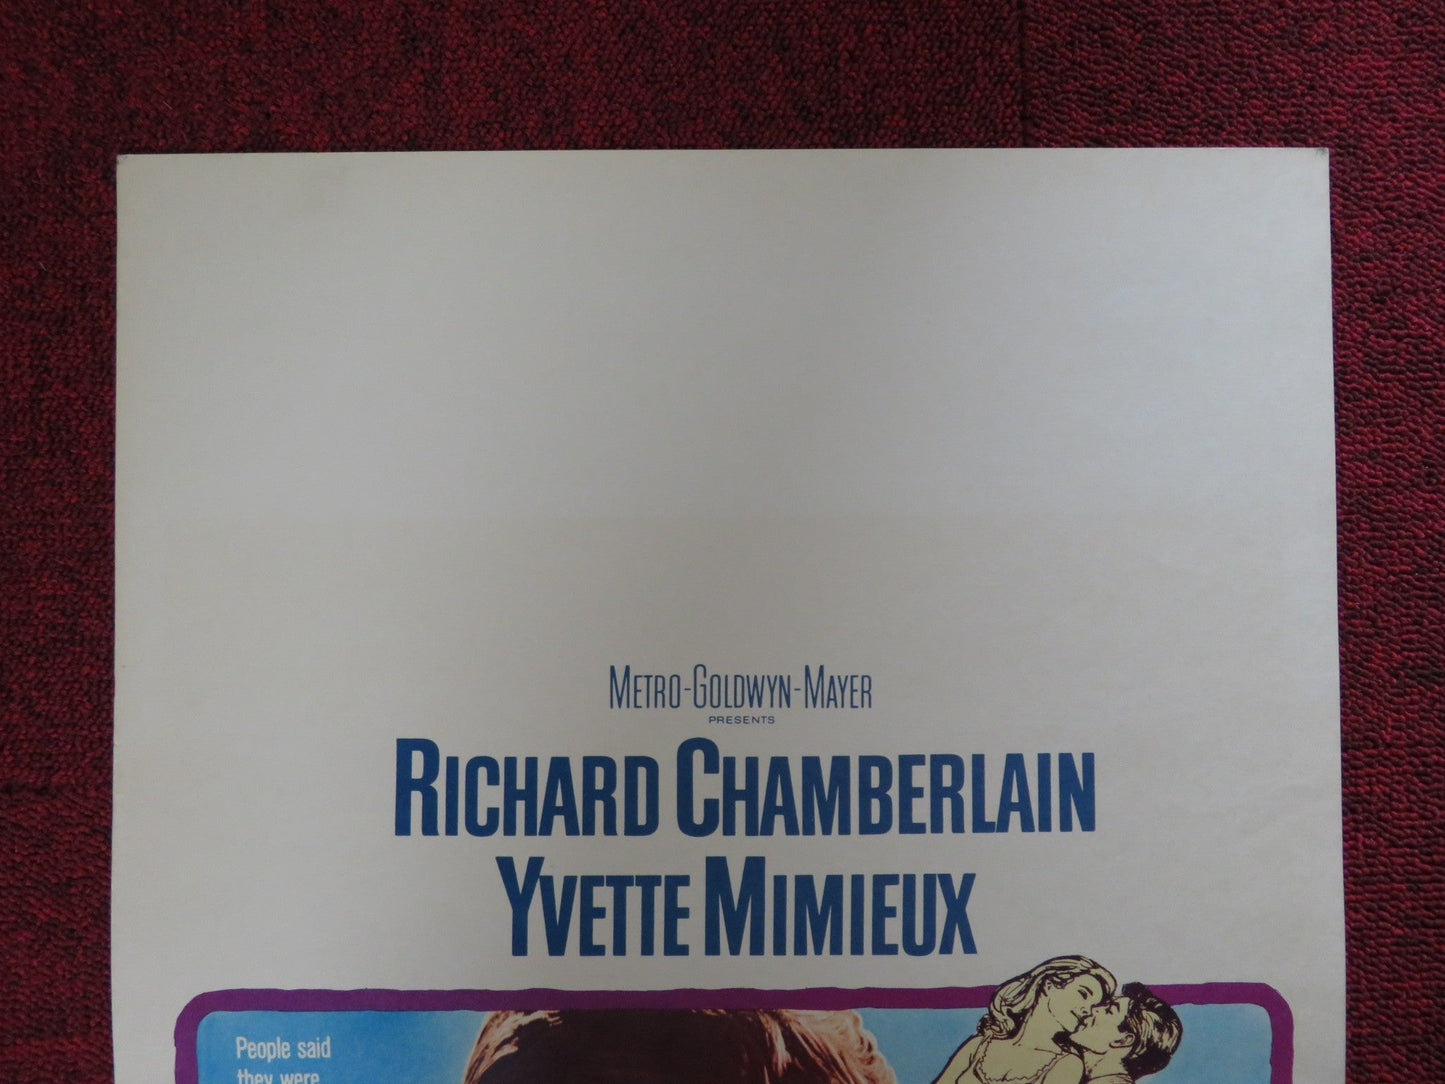 METRO-GOLDWYN-MAYER
PRESENTS
RICHARD CHAMBERLAIN
YVETTE MIMIEUX
People said
they were